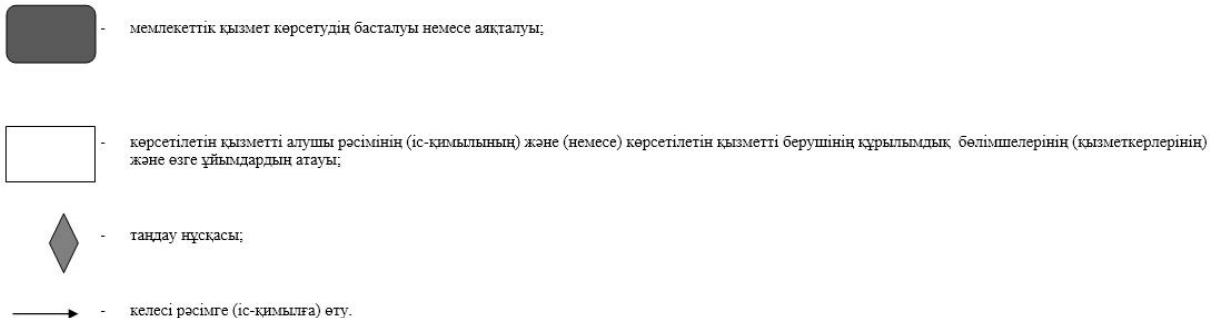 - мемлекеттік қызмет көрсетудің басталуы немесе аяқталуы;
- көрсетілетін қызметті алушы рәсімінің (іс-қимылының) және (немесе) көрсетілетін қызметті берушінің құрылымдық бөлімшелерінің (қызметкерлерінің)
және өзге ұйымдардың атауы;
- таңдау нұсқасы;
- келесі рәсімге (іс-қимылға) өту.